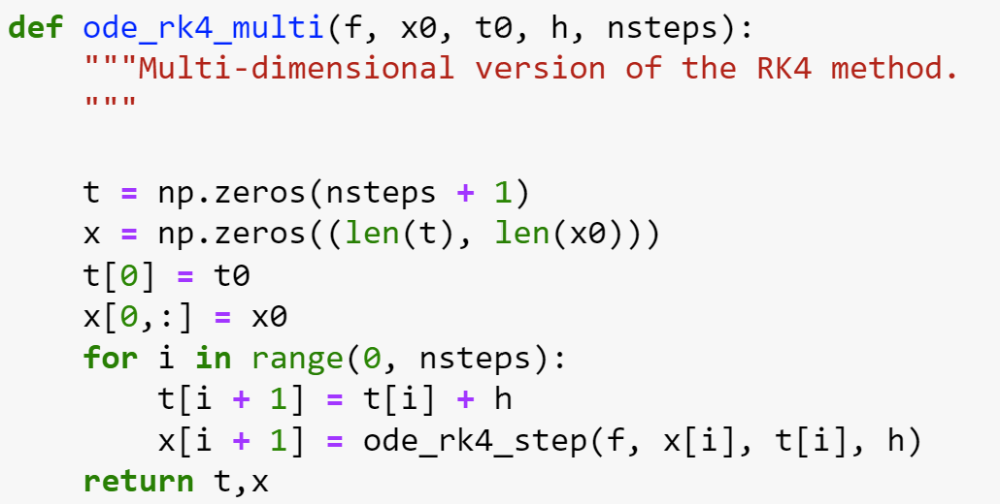 def ode_rk4_multi(f, x0, t0, h, nsteps):
    """Multi-dimensional version of the RK4 method.
    """
    t = np.zeros(nsteps + 1)
    x = np.zeros((len(t), len(x0)))
    t[0] = t0
    x[0,:] = x0
    for i in range(0, nsteps):
        t[i + 1] = t[i] + h
        x[i + 1] = ode_rk4_step(f, x[i], t[i], h)
    return t,x